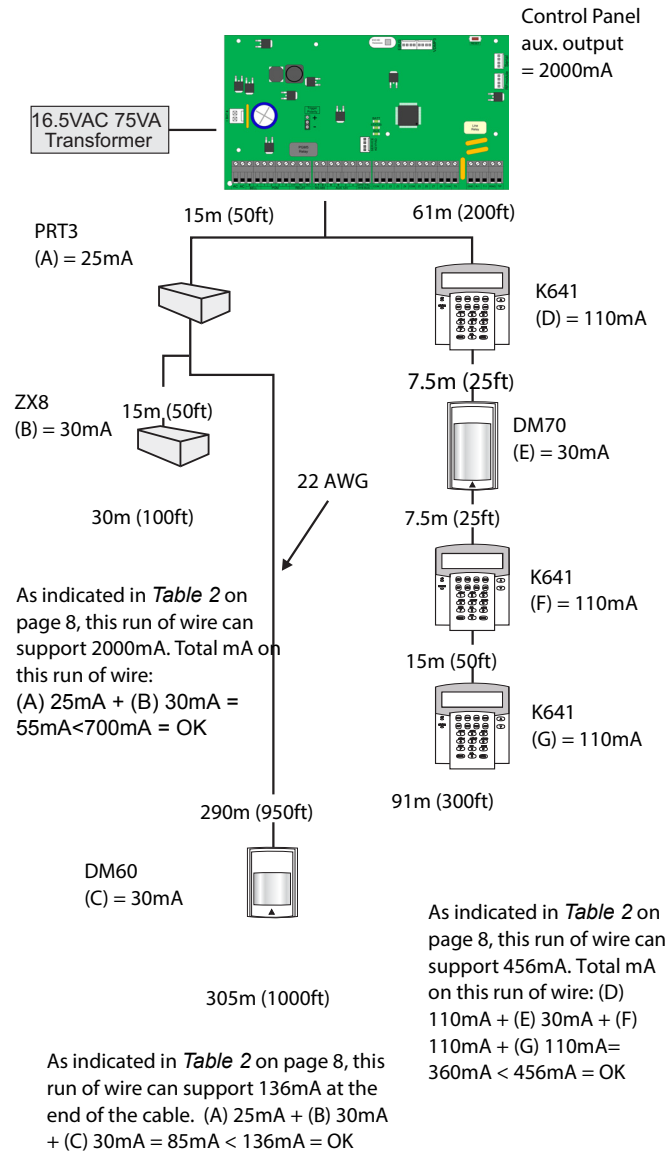 Control Panel
aux. output
= 2000mA
16.5VAC 75VA
Transformer
15m (50ft)
61m (200ft)
PRT3
(A) = 25mA
K641
(D) = 110mA
7.5m (25ft)
ZX8
(B) = 30mA
15m (50ft)
DM70
(E) = 30mA
22 AWG
30m (100ft)
7.5m (25ft)
As indicated in Table 2 on
page 8, this run of wire can
support 2000mA. Total mA on
this run of wire:
(A) 25mA + (B) 30mA =
55mA<700mA = OK
K641
(F) = 110mA
15m (50ft)
K641
(G) = 110mA
91m (300ft)
290m (950ft)
DM60
(C) = 30mA
305m (1000ft)
As indicated in Table 2 on
page 8, this run of wire can
support 456mA. Total mA
on this run of wire: (D)
110mA + (E) 30mA + (F)
110mA + (G) 110mA=
360mA < 456mA = OK
As indicated in Table 2 on page 8, this
run of wire can support 136mA at the
end of the cable. (A) 25mA + (B) 30mA
+ (C) 30mA = 85mA < 136mA = OK